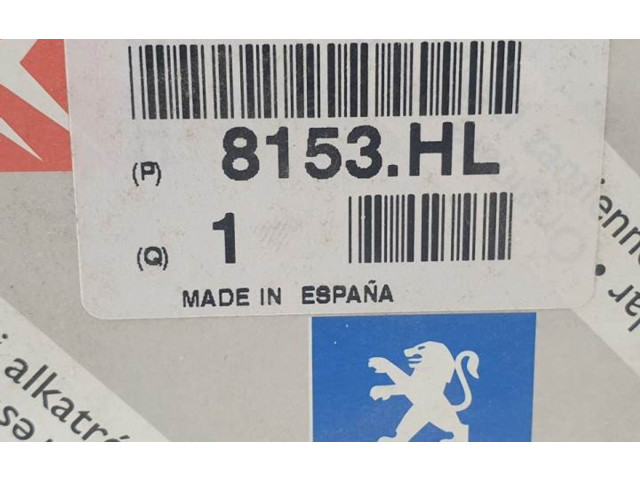 (P) 8153.HL
(Q) 1
MADE IN ESPAÑA
alkatré